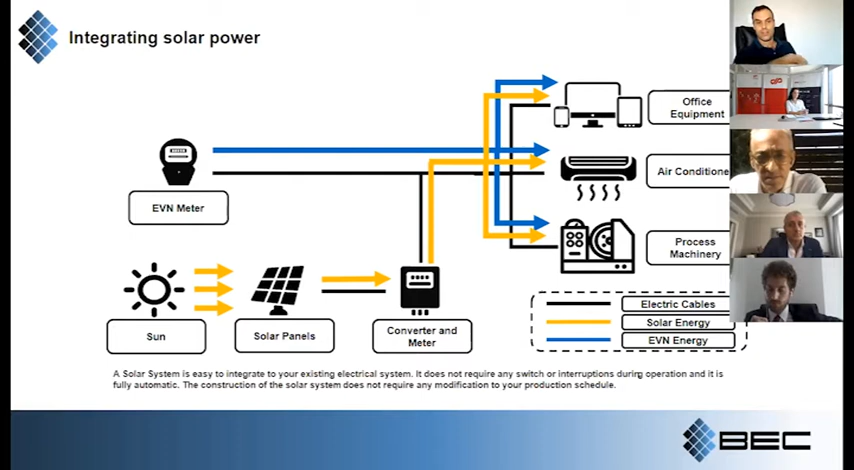 Integrating solar power
Office
Equipment
EVN Meter
Air Conditione
Process
Machinery
Sun
Solar Panels
Converter and
Meter
Electric Cables
Solar Energy
EVN Energy
A Solar System is easy to integrate to your existing electrical system. It does not require any switch or interruptions during operation and it is
fully automatic. The construction of the solar system does not require any modification to your production schedule.
BEC